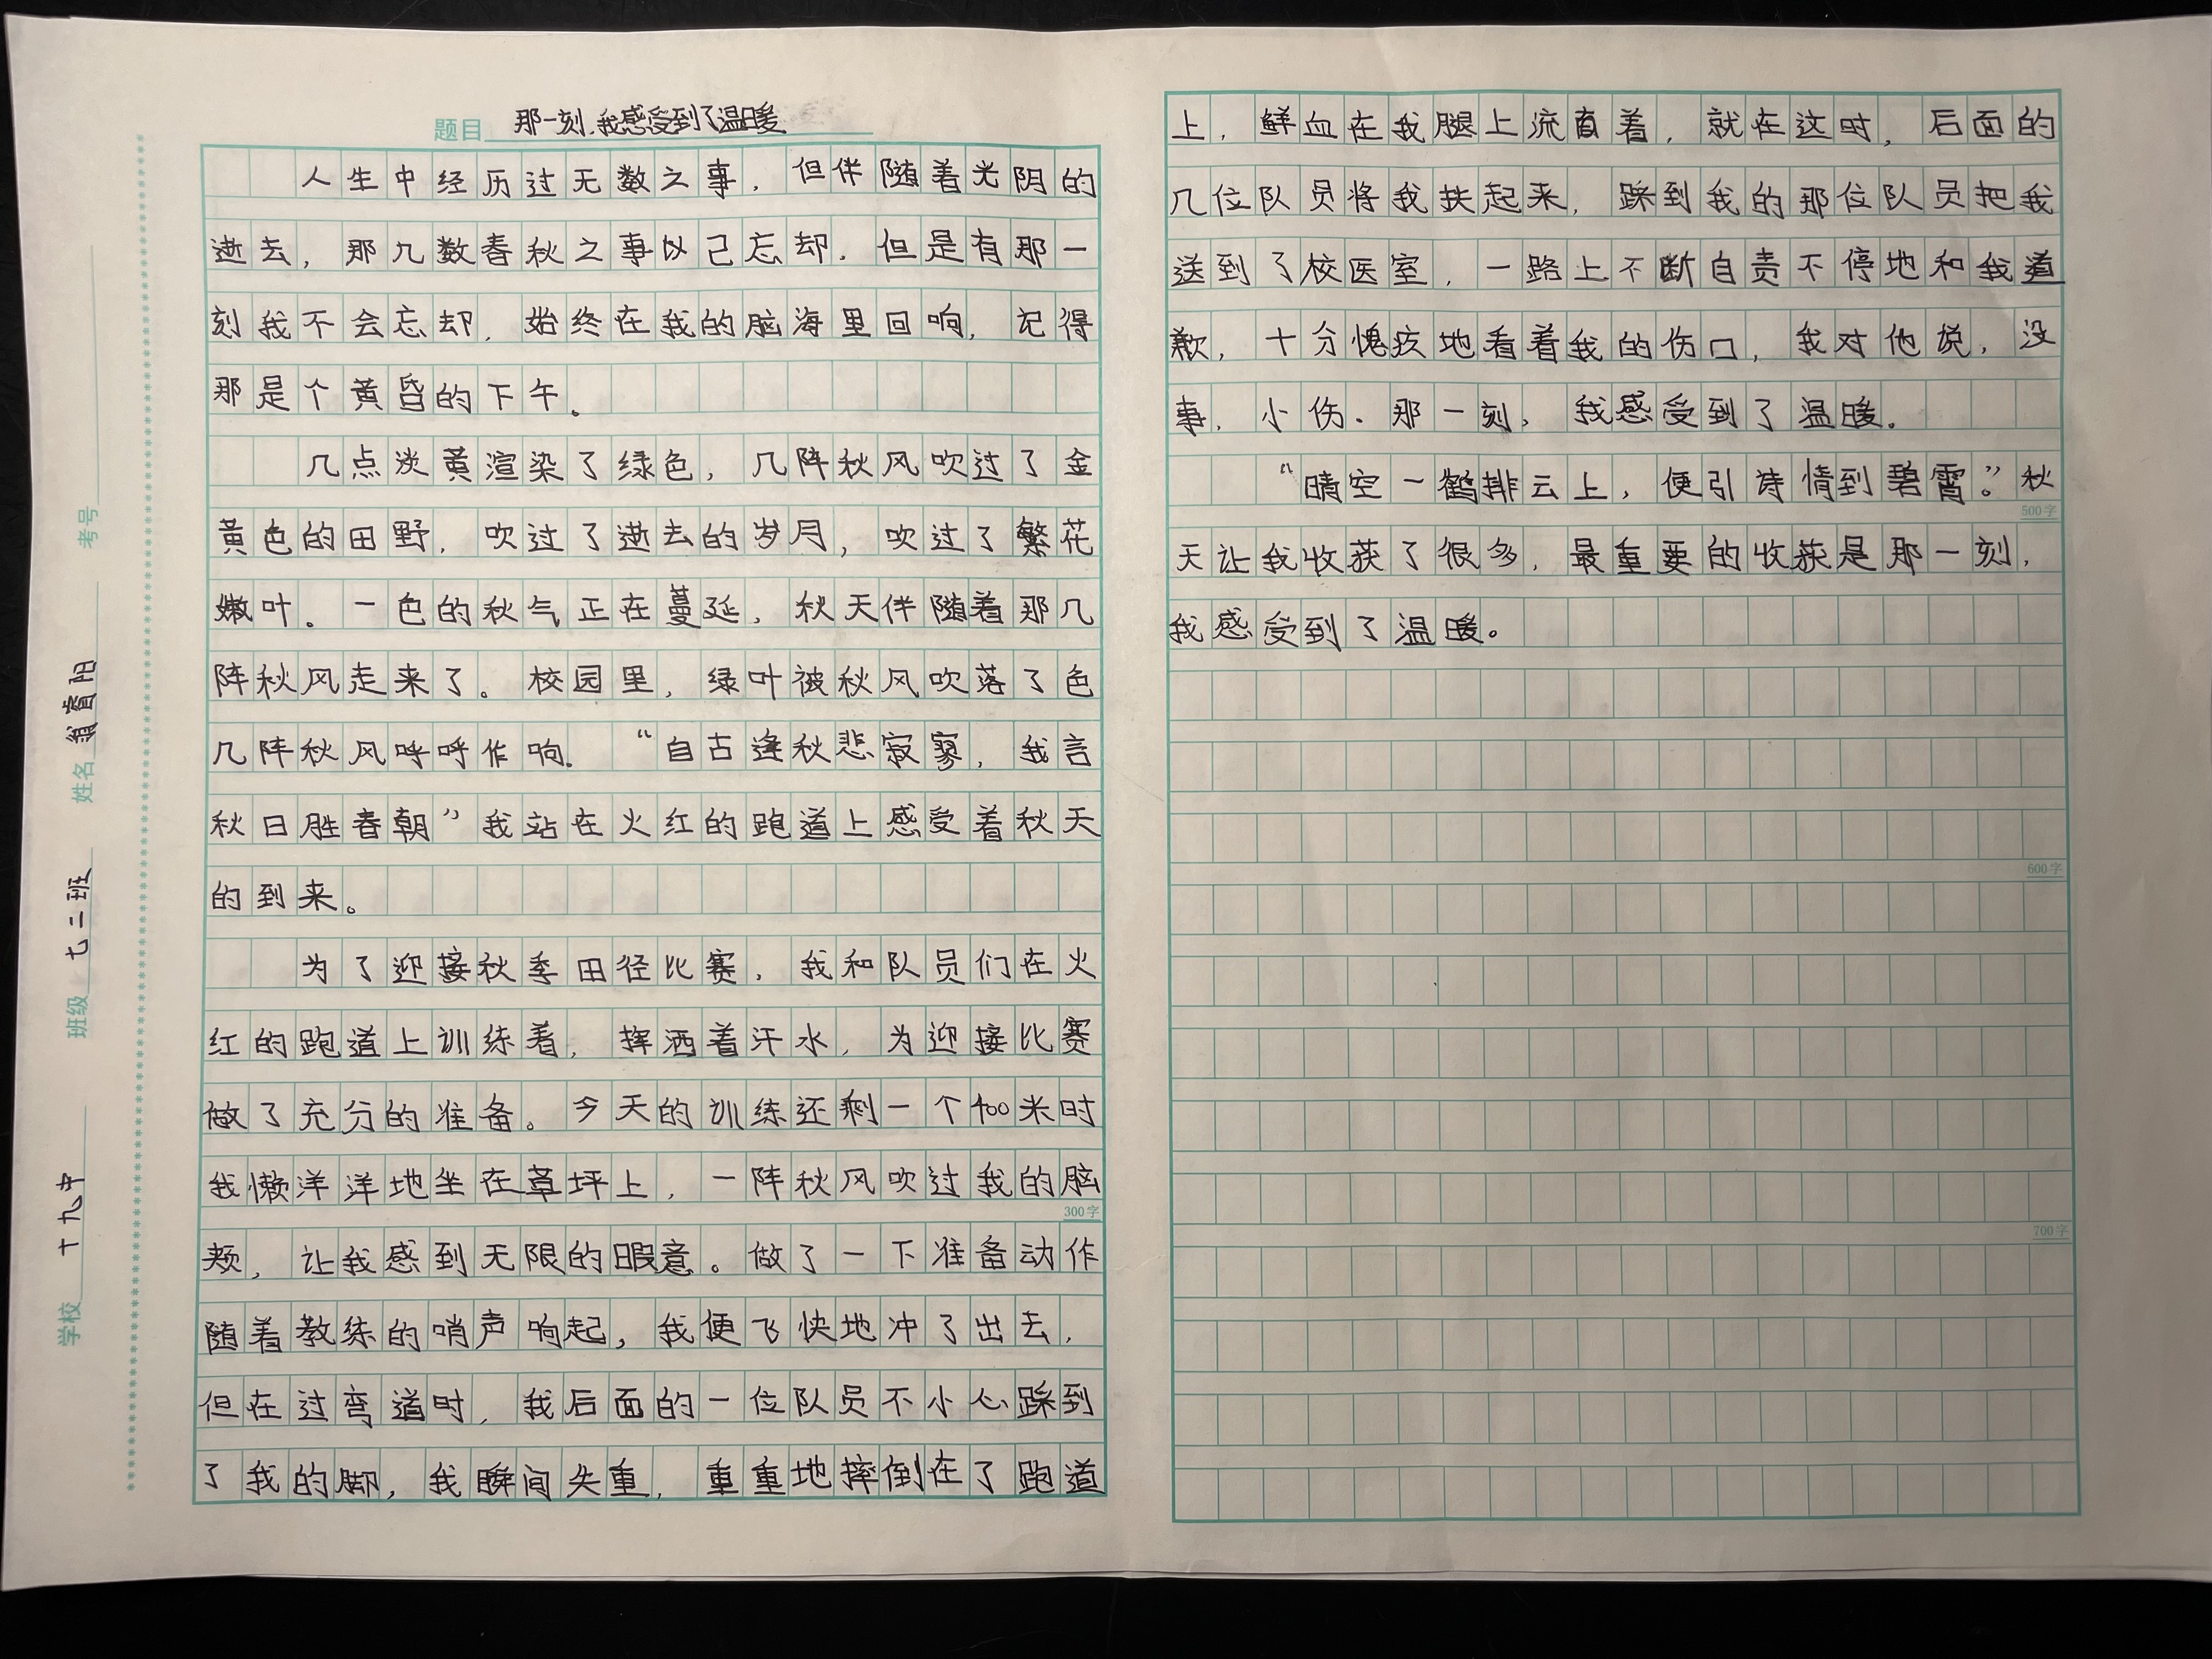 题目 那一刻，我感受到了温暖
人生中经历过无数之事，但伴随着光阴的
逝去，那几数春秋之事以己忘却．但是有那一
刻我不会忘却，始终在我的脑海里回响，记得
那是个黄昏的下午。
几点淡黄渲染了绿色，几阵秋风吹过了金
黄色的田野，吹过了逝去的岁月，吹过了繁花
嫩叶。一色的秋气正在蔓延，秋天伴随着那几
阵秋风走来了。校园里，绿叶被秋风吹落了色
几阵秋风呼呼作响．“自古逢秋悲寂寥，我言
秋日胜春朝”我站在火红的跑道上感受着秋天
的到来。
为了迎接秋季田径比赛，我和队员们在火
红的跑道上训练着，挥洒着汗水，为迎接比赛
做了充分的准备。今天的训练还剩一个400米时
我懒洋洋地坐在草坪上，一阵秋风吹过我的脑
颊，让我感到无限的暇意。做了一下准备动作
随着教练的哨声响起，我便飞快地冲了出去，
但在过弯道时，我后面的一位队员不小心踩到
了我的脚，我瞬间失重，重重地摔倒在了跑道
300字
上，鲜血在我腿上流直着，就在这时，后面的
几位队员将我扶起来，踩到我的那位队员把我
送到了校医室，一路上不断自责不停地和我道
歉，十分愧疚地看着我的伤口，我对他说，没
事，小伤．那一刻，我感受到了温暖。
“晴空一鹤排云上，便引诗情到碧霄”。秋
500字
天让我收获了很多，最重要的收获是那一刻，
我感受到了温暖。
600字
700字
学校 十九中 班级 七二班 姓名 翁睿阳 考号